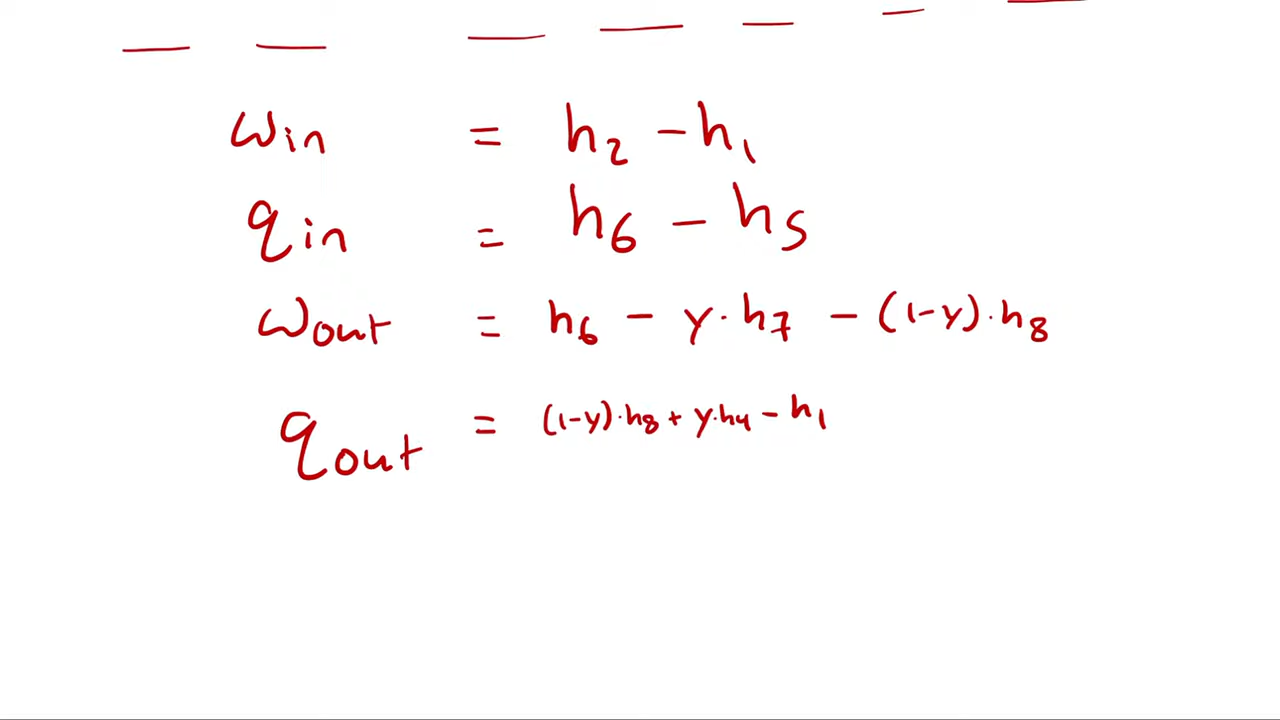 win = h2 - h1
qin = h6 - h5
wout = h6 - y·h7 - (1-y)·h8
qout = (1-y)·h8 + y·h4 - h1